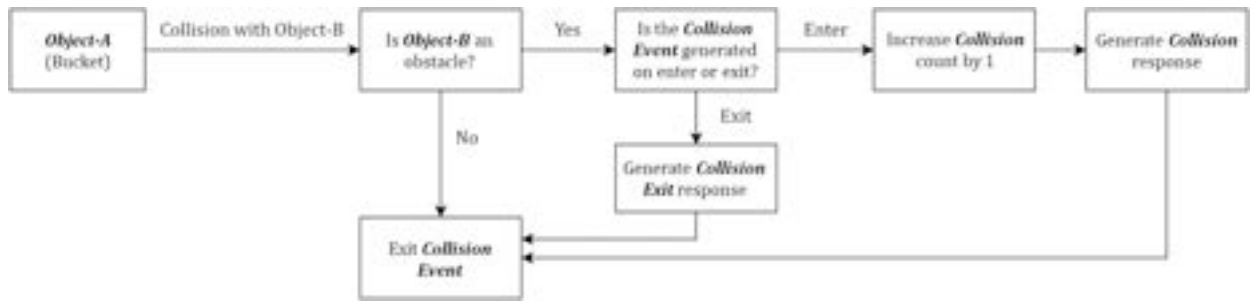 Object-A
(Bucket)
Collision with Object-B
Is Object-B an
obstacle?
Yes
Is the Collision
Event generated
on enter or exit?
Enter
Increase Collision
count by 1
Generate Collision
response
No
Exit
Generate Collision
Exit response
Exit Collision
Event